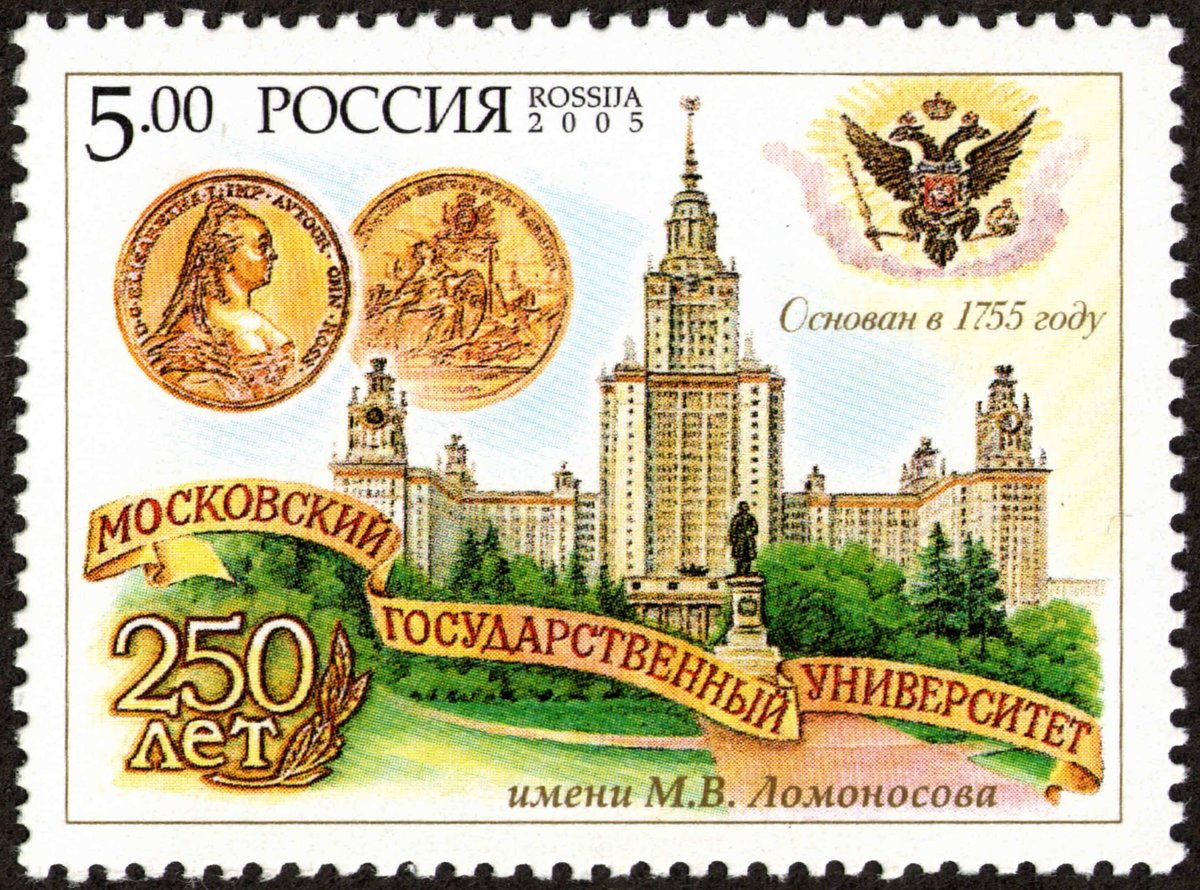 5.00 РОССИЯ ROSSIJA
2005
Основан в 1755 году
МОСКОВСКИЙ
ГОСУДАРСТВЕННЫЙ
УНИВЕРСИТЕТ
250
лет
имени М.В. Ломоносова